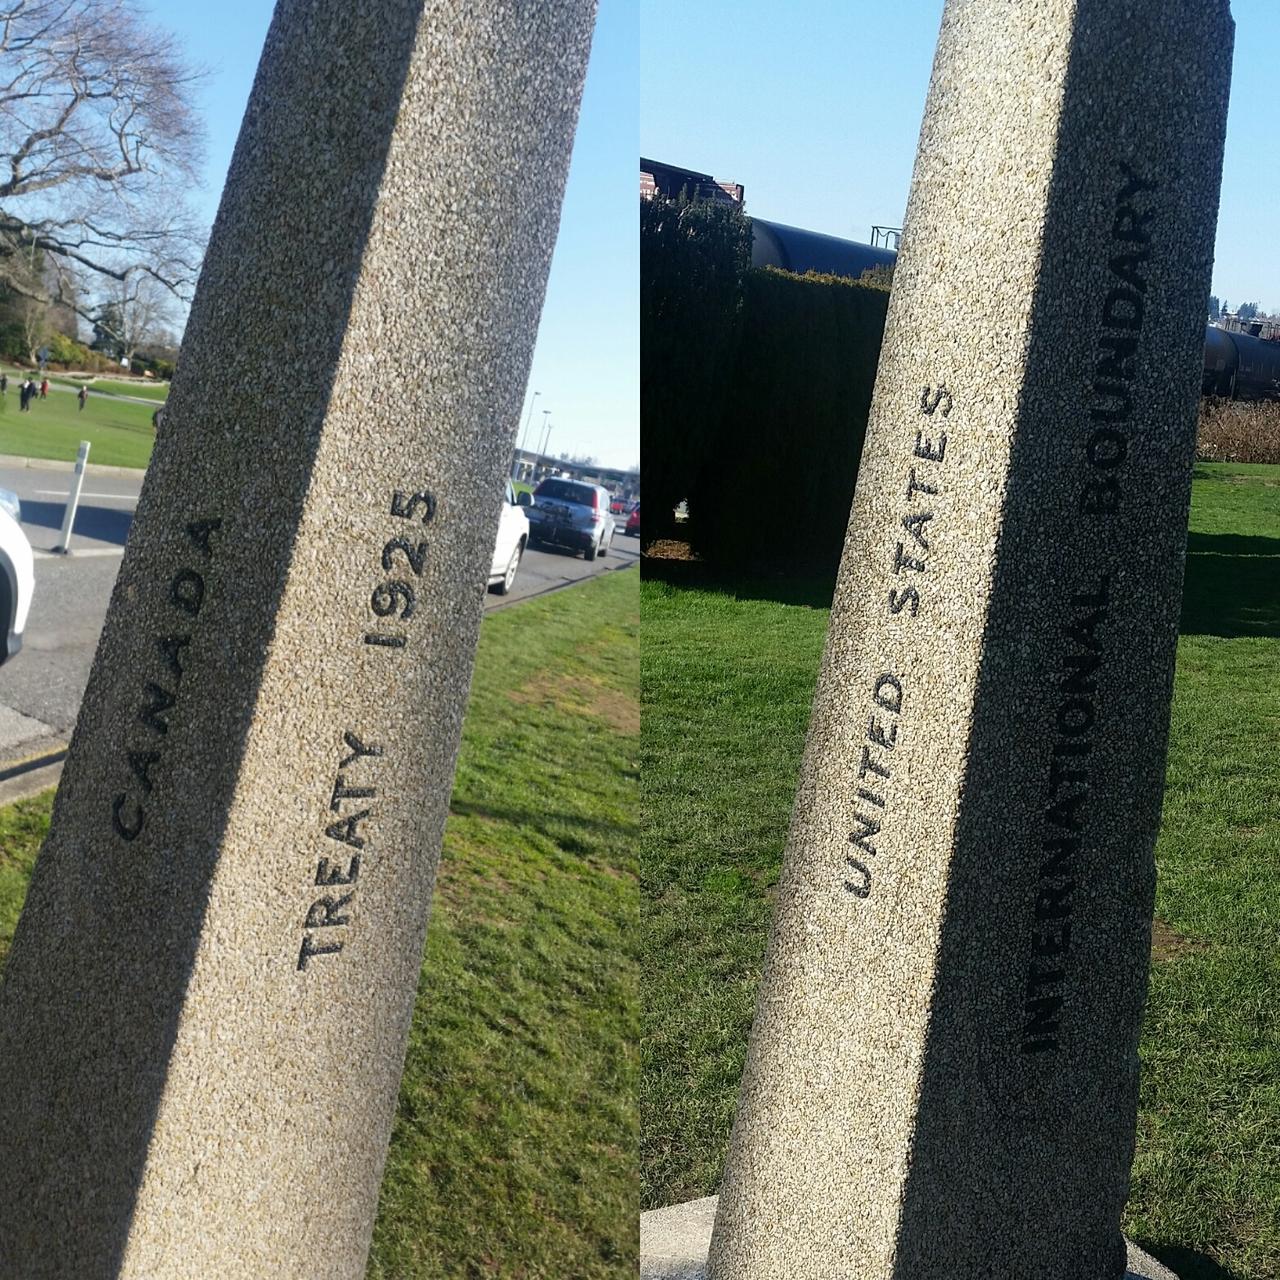 CANADA
TREATY 1925
UNITED STATES
INTERNATIONAL BOUNDARY